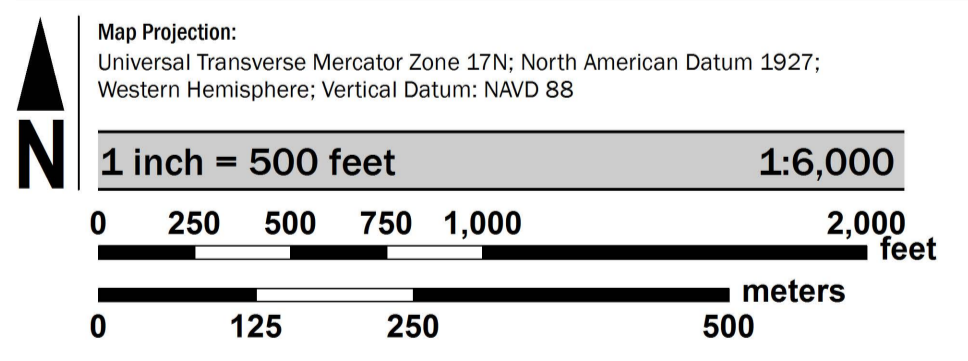 N
Map Projection:
Universal Transverse Mercator Zone 17N; North American Datum 1927;
Western Hemisphere; Vertical Datum: NAVD 88
1 inch = 500 feet 1:6,000
0 250 500 750 1,000 2,000
feet
meters
0 125 250 500